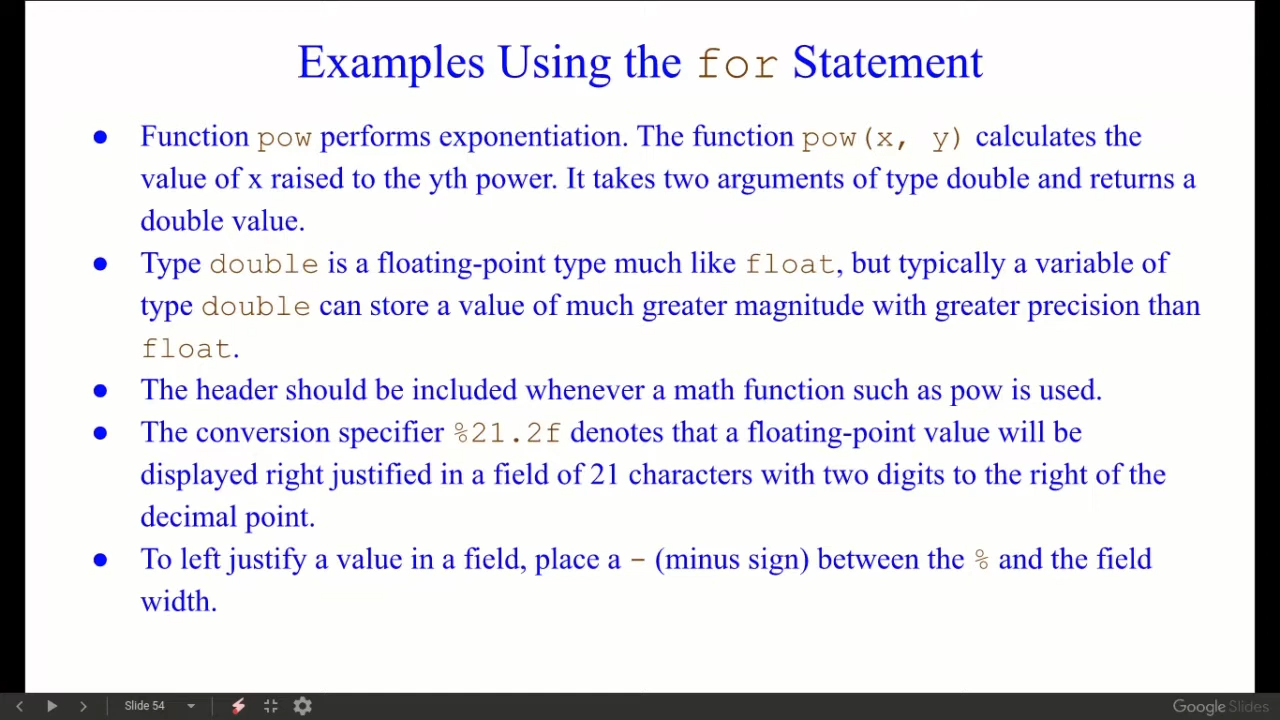 Examples Using the for Statement
● Function pow performs exponentiation. The function pow(x, y) calculates the
value of x raised to the yth power. It takes two arguments of type double and returns a
double value.
● Type double is a floating-point type much like float, but typically a variable of
type double can store a value of much greater magnitude with greater precision than
float.
● The header should be included whenever a math function such as pow is used.
● The conversion specifier %21.2f denotes that a floating-point value will be
displayed right justified in a field of 21 characters with two digits to the right of the
decimal point.
● To left justify a value in a field, place a - (minus sign) between the % and the field
width.
Slide 54
Google Slides